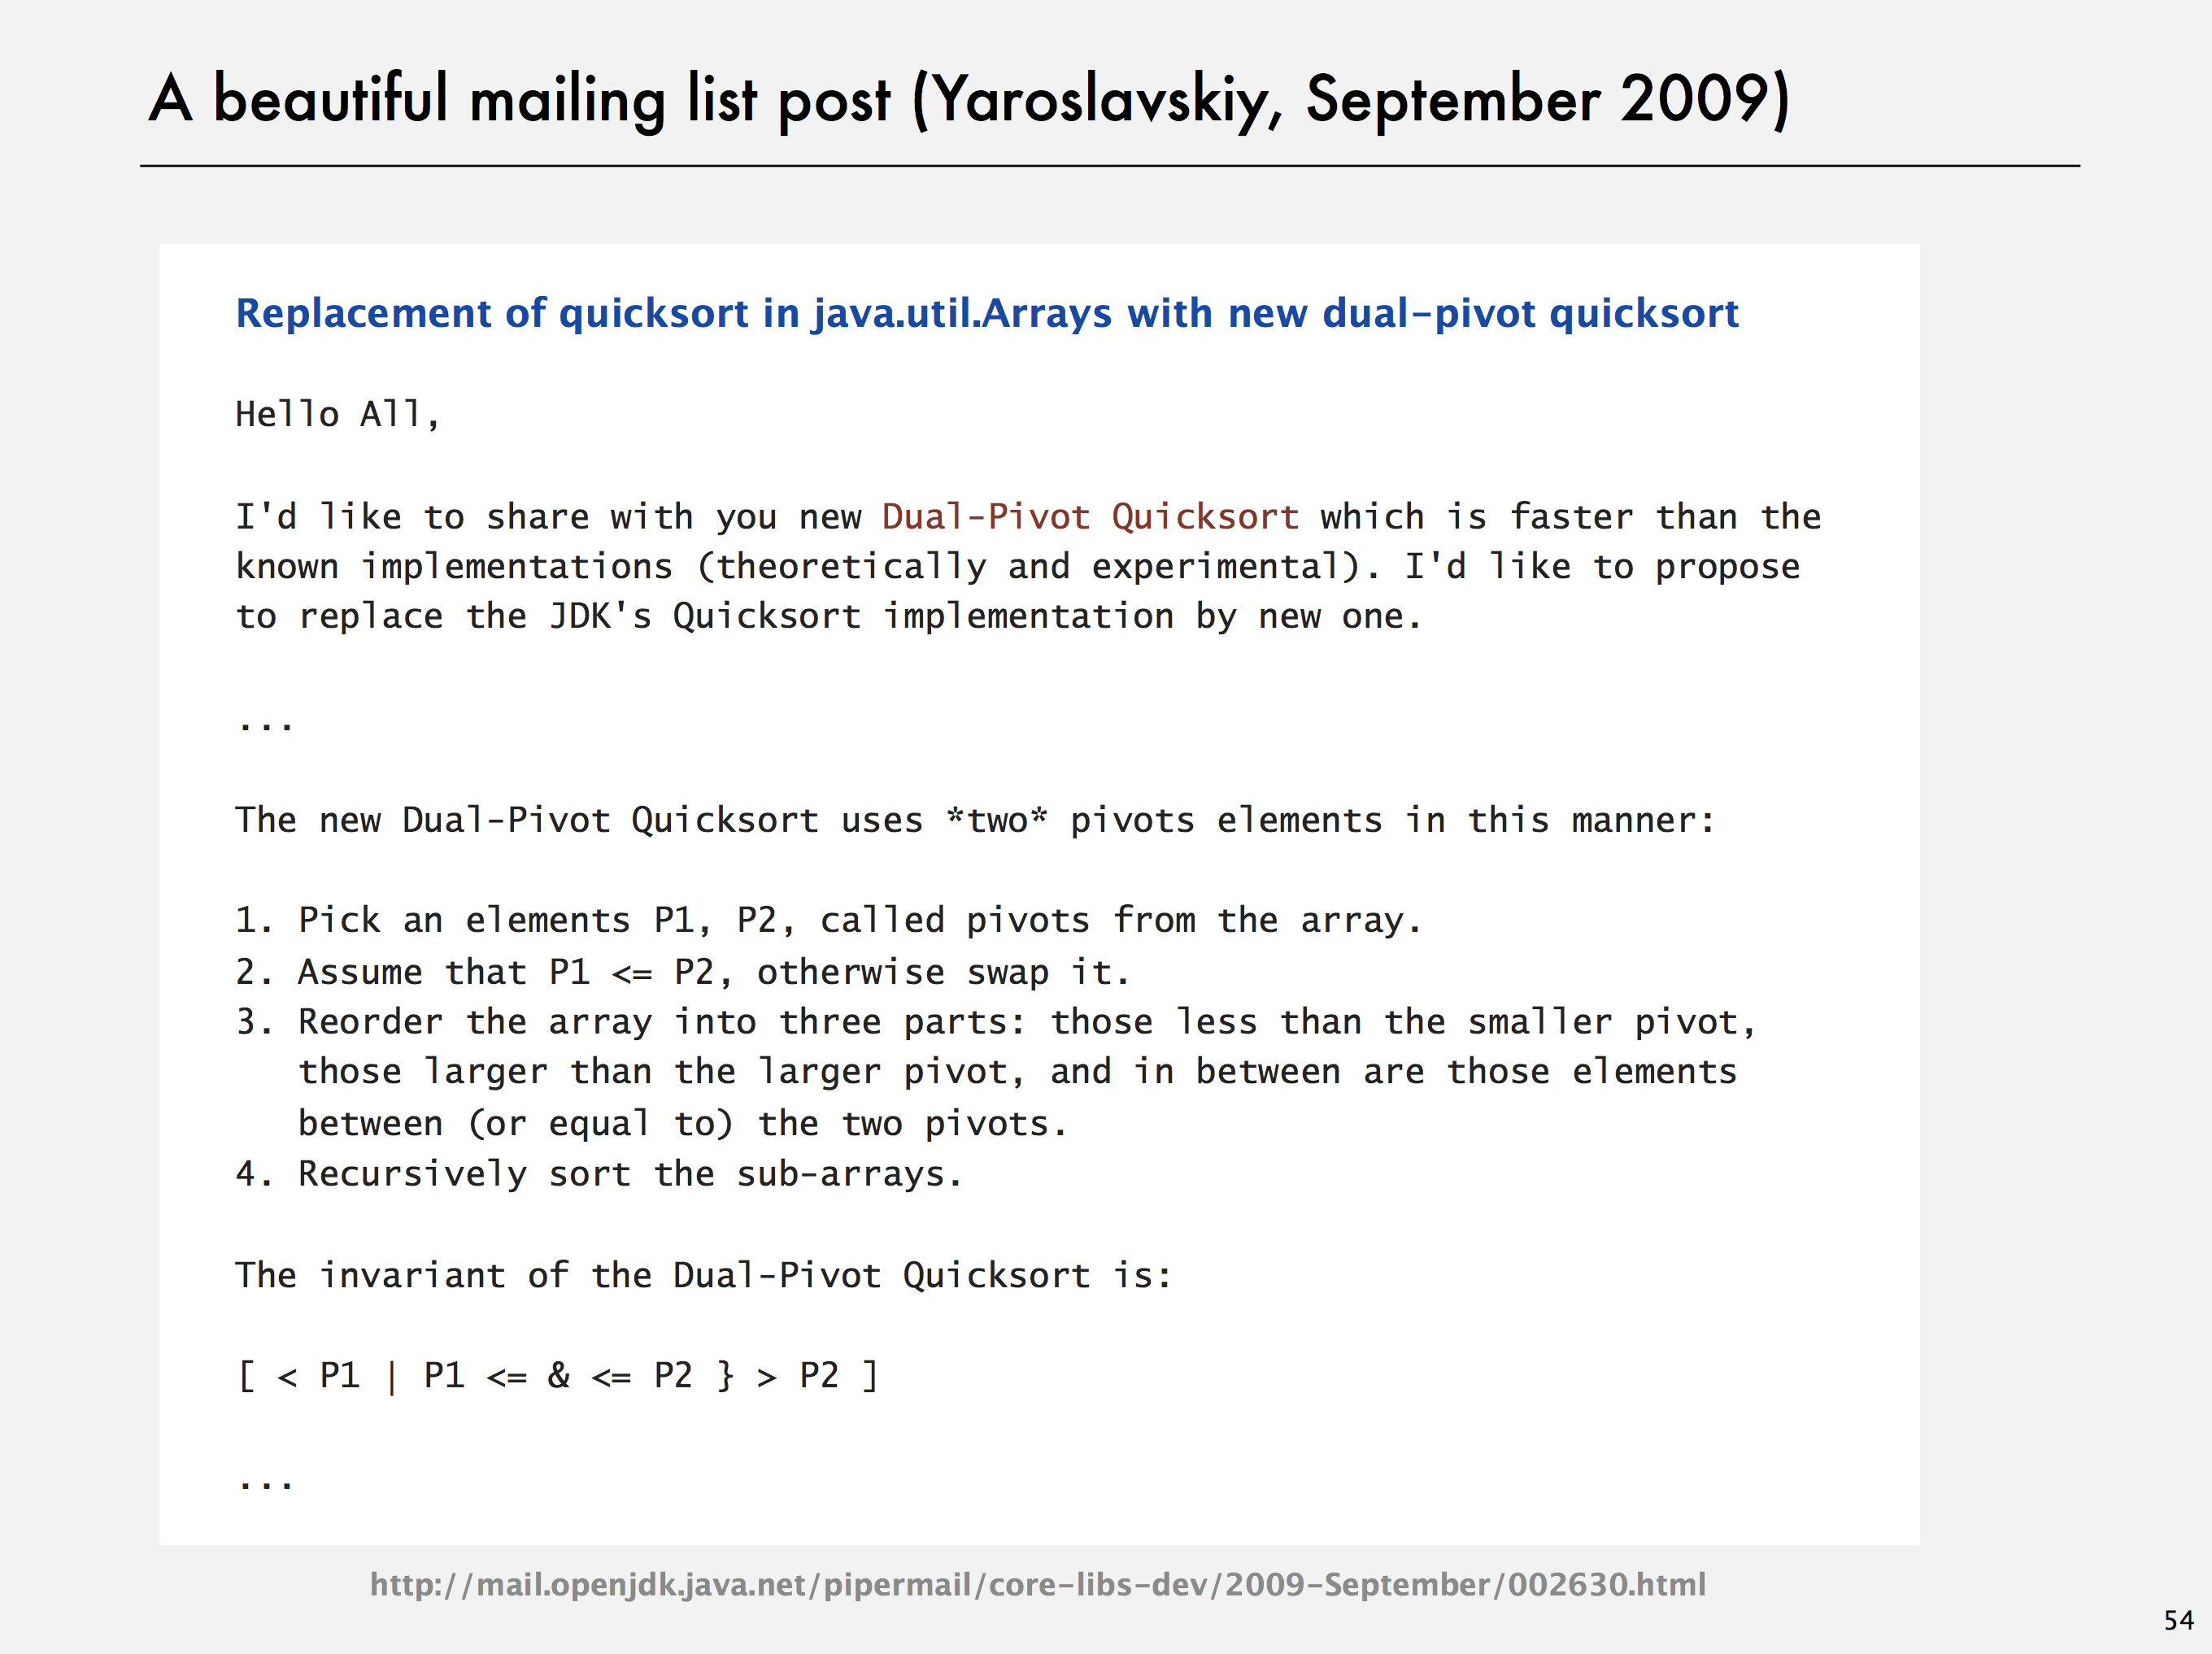 A beautiful mailing list post (Yaroslavskiy, September 2009)
Replacement of quicksort in java.util.Arrays with new dual-pivot quicksort
Hello All,
I'd like to share with you new Dual-Pivot Quicksort which is faster than the
known implementations (theoretically and experimental). I'd like to propose
to replace the JDK's Quicksort implementation by new one.
...
The new Dual-Pivot Quicksort uses *two* pivots elements in this manner:
1. Pick an elements P1, P2, called pivots from the array.
2. Assume that P1 <= P2, otherwise swap it.
3. Reorder the array into three parts: those less than the smaller pivot,
those larger than the larger pivot, and in between are those elements
between (or equal to) the two pivots.
4. Recursively sort the sub-arrays.
The invariant of the Dual-Pivot Quicksort is:
[ < P1 | P1 <= & <= P2 } > P2 ]
...
http://mail.openjdk.java.net/pipermail/core-libs-dev/2009-September/002630.html
54